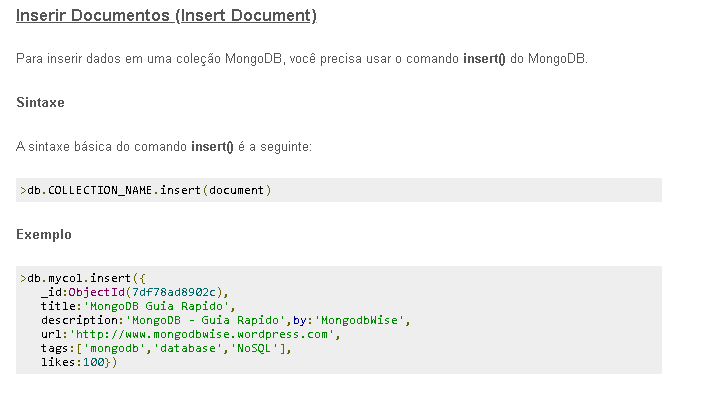 Inserir Documentos (Insert Document)
Para inserir dados em uma coleção MongoDB, você precisa usar o comando insert() do MongoDB.
Sintaxe
A sintaxe básica do comando insert() é a seguinte:
>db.COLLECTION_NAME.insert(document)
Exemplo
>db.mycol.insert({
_id:ObjectId(7df78ad8902c),
title:'MongoDB Guia Rapido',
description:'MongoDB - Guia Rapido',by:'MongodbWise',
url:'http://www.mongodbwise.wordpress.com',
tags:['mongodb','database','NoSQL'],
likes:100})